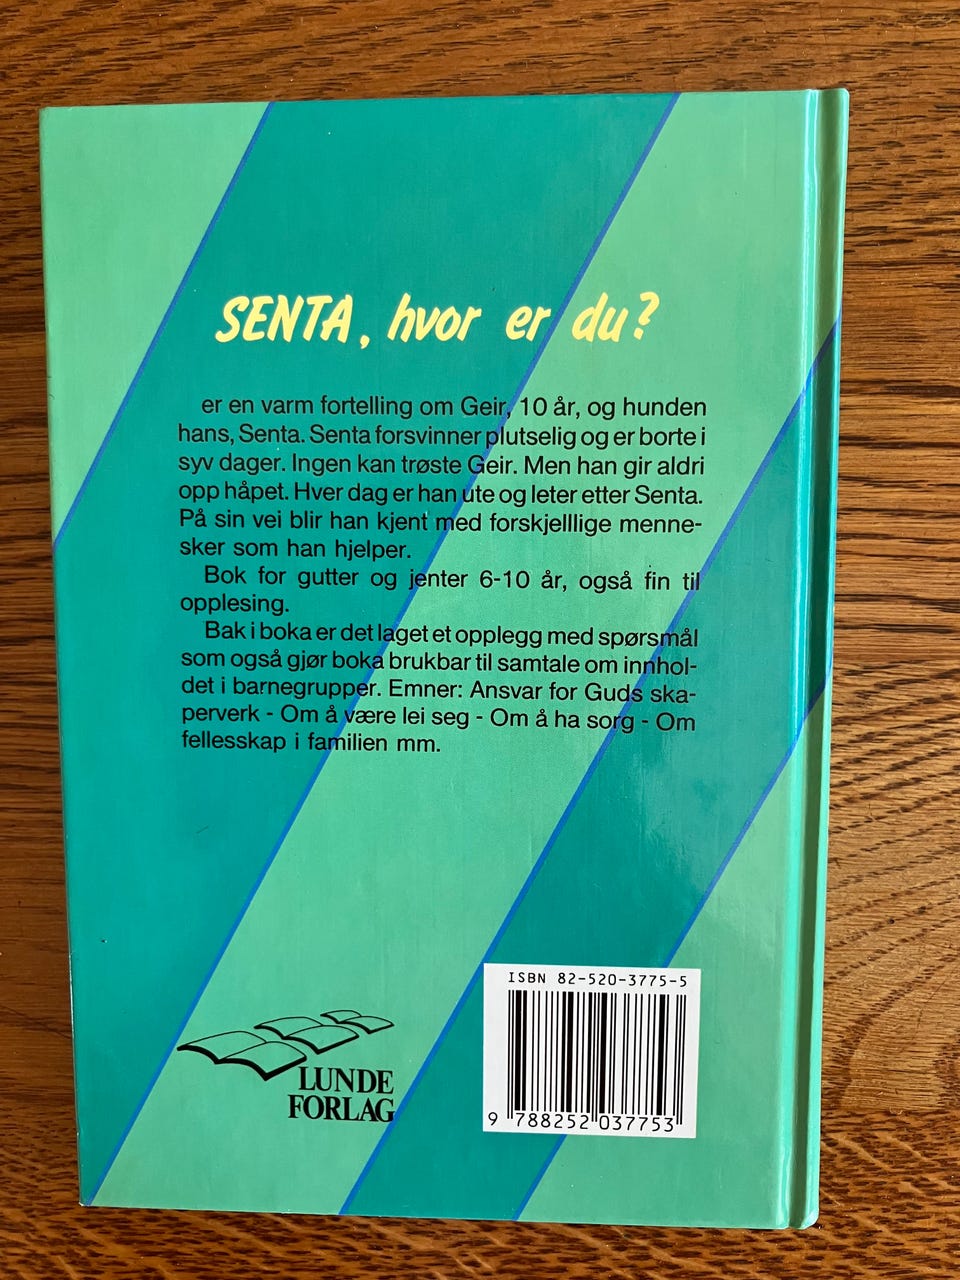 SENTA, hvor er du?
er en varm fortelling om Geir, 10 år, og hunden
hans, Senta. Senta forsvinner plutselig og er borte i
syv dager. Ingen kan trøste Geir. Men han gir aldri
opp håpet. Hver dag er han ute og leter etter Senta.
På sin vei blir han kjent med forskjelllige menne-
sker som han hjelper.
Bok for gutter og jenter 6-10 år, også fin til
opplesing.
Bak i boka er det laget et opplegg med spørsmål
som også gjør boka brukbar til samtale om innhol-
det i barnegrupper. Emner: Ansvar for Guds ska-
perverk - Om å være lei seg - Om å ha sorg - Om
fellesskap i familien mm.
ISBN 82-520-3775-5
9 788252 037753
LUNDE
FORLAG